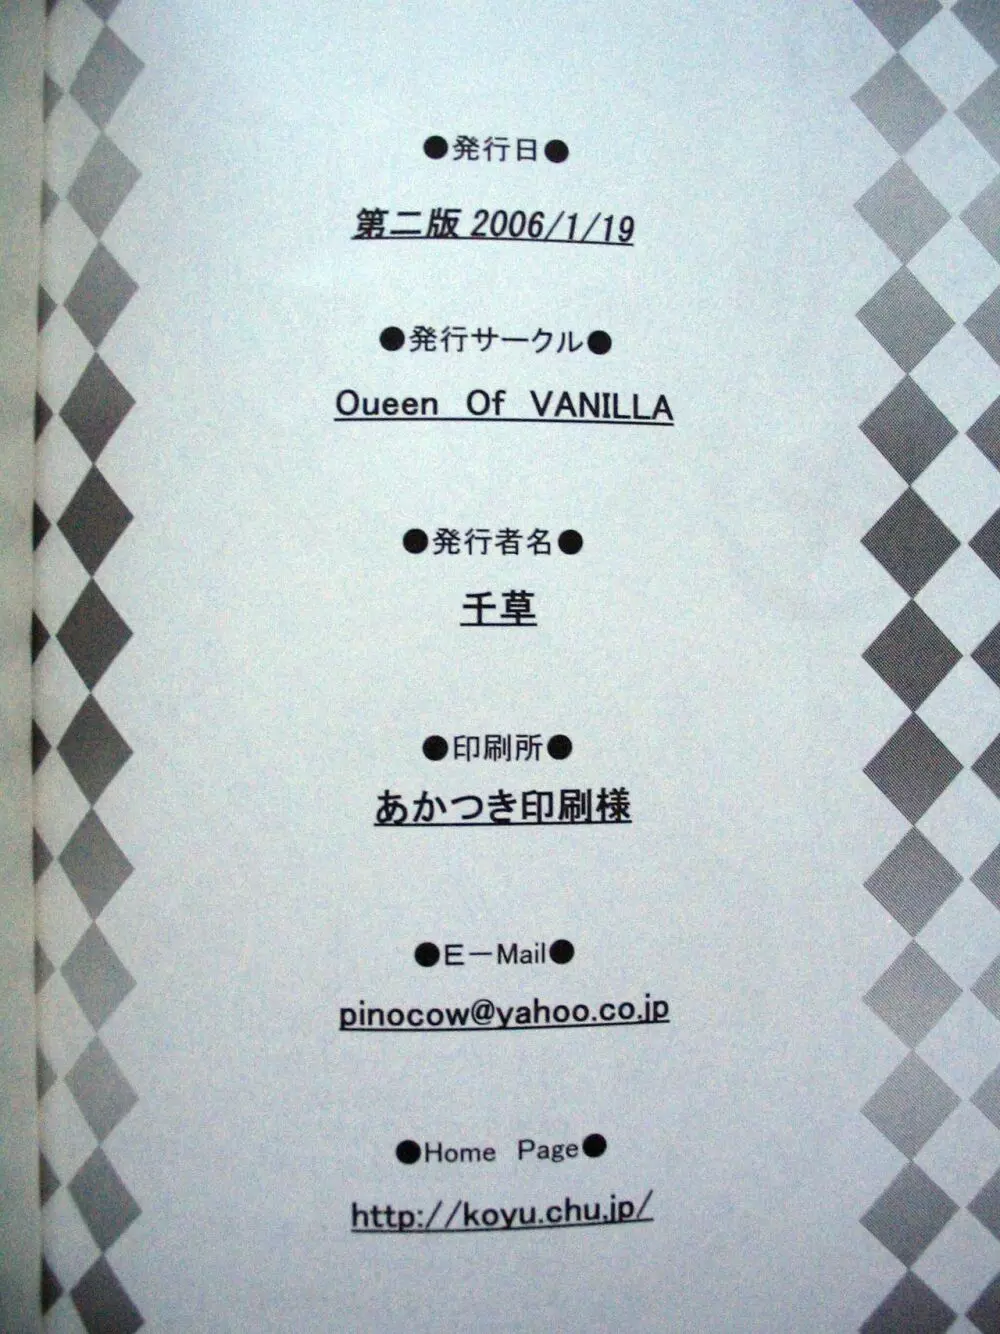 ●発行日●
第二版 2006/1/19
●発行サークル●
Queen Of VANILLA
●発行者名●
千草
●印刷所●
あかつき印刷様
●E－Mail●
pinocow@yahoo.co.jp
●Home Page●
http://koyu.chu.jp/